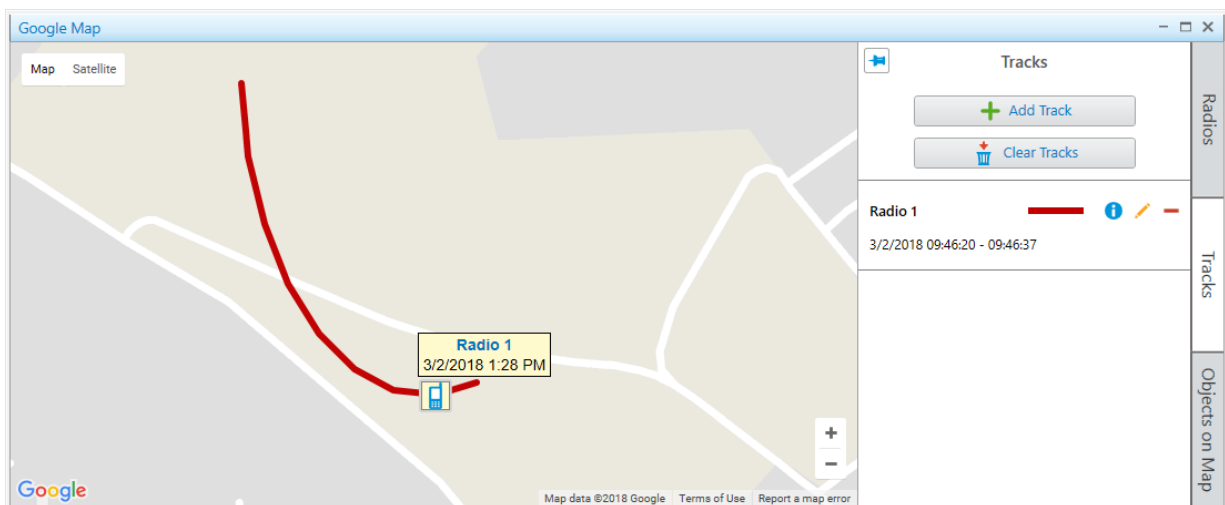 Google Map
Map Satellite
Radio 1
3/2/2018 1:28 PM
Google
Map data ©2018 Google Terms of Use Report a map error
Tracks
Add Track
Clear Tracks
Radio 1
3/2/2018 09:46:20 - 09:46:37
Radios
Tracks
Objects on Map